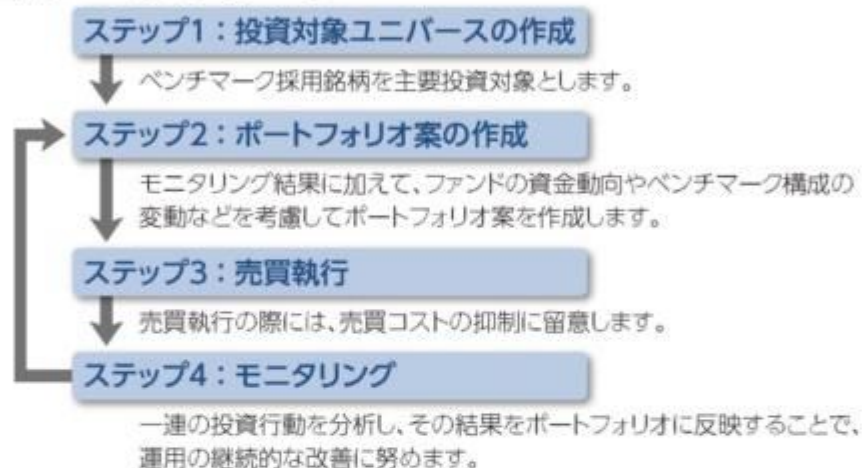 ステップ1：投資対象ユニバースの作成
ベンチマーク採用銘柄を主要投資対象とします。
ステップ2：ポートフォリオ案の作成
モニタリング結果に加えて、ファンドの資金動向やベンチマーク構成の
変動などを考慮してポートフォリオ案を作成します。
ステップ3：売買執行
売買執行の際には、売買コストの抑制に留意します。
ステップ4：モニタリング
一連の投資行動を分析し、その結果をポートフォリオに反映することで、
運用の継続的な改善に努めます。